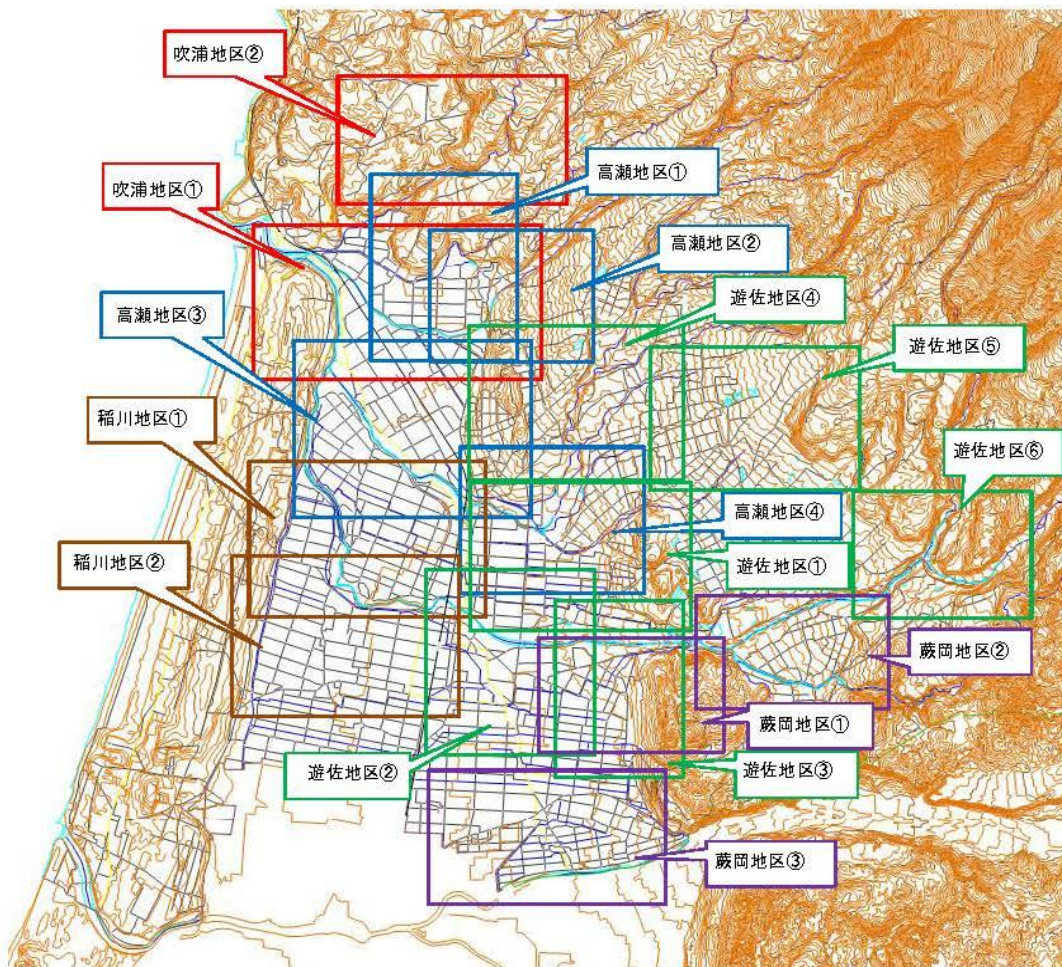 吹浦地区②
高瀬地区①
吹浦地区①
高瀬地区②
遊佐地区④
高瀬地区③
遊佐地区⑤
稲川地区①
遊佐地区⑥
高瀬地区④
稲川地区②
遊佐地区①
蕨岡地区②
蕨岡地区①
遊佐地区②
遊佐地区③
蕨岡地区③